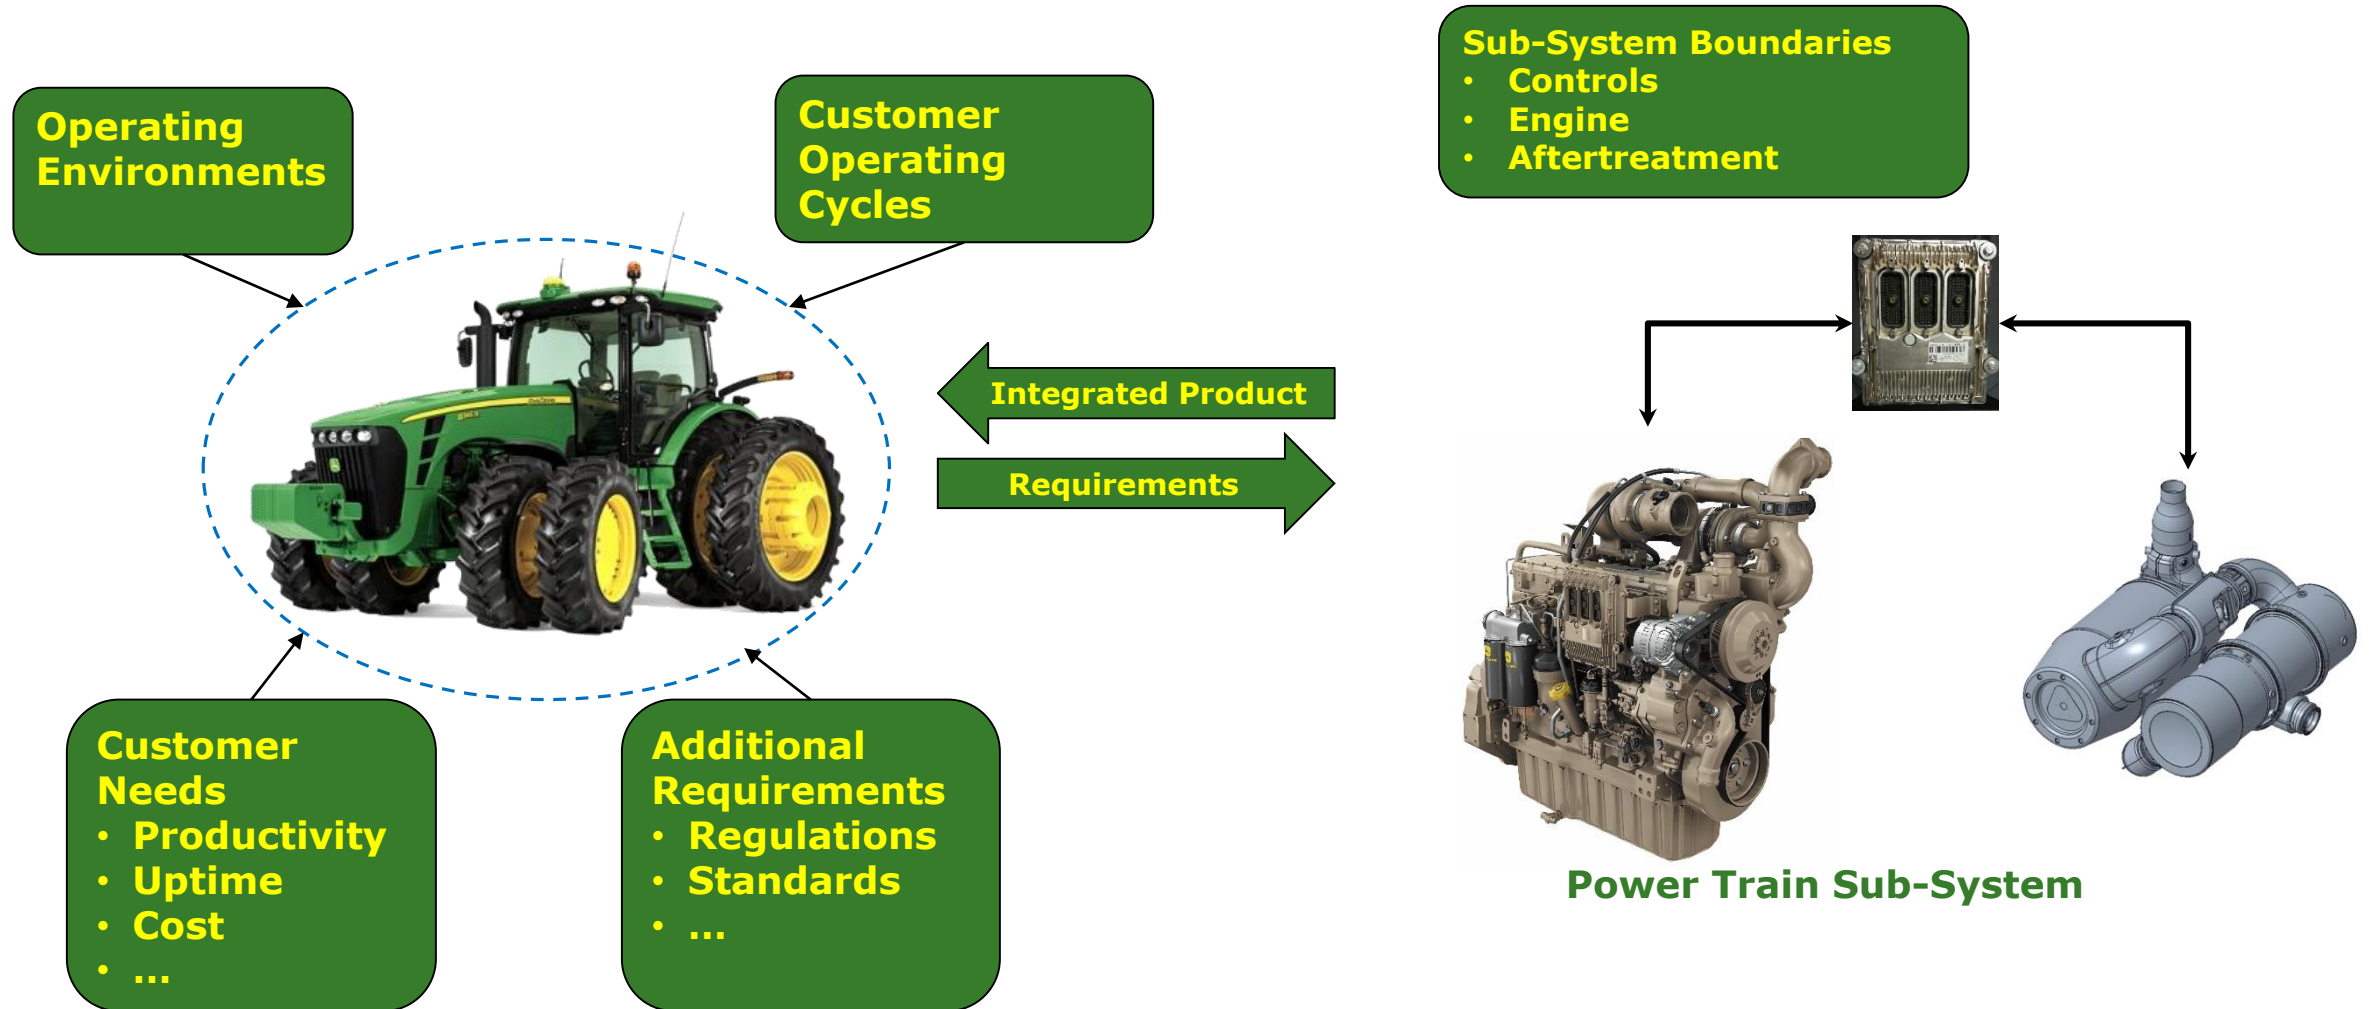 Operating
Environments
Customer
Operating
Cycles
Sub-System Boundaries
• Controls
• Engine
• Aftertreatment
Integrated Product
Requirements
Customer
Needs
• Productivity
• Uptime
• Cost
• ...
Additional
Requirements
• Regulations
• Standards
• ...
Power Train Sub-System